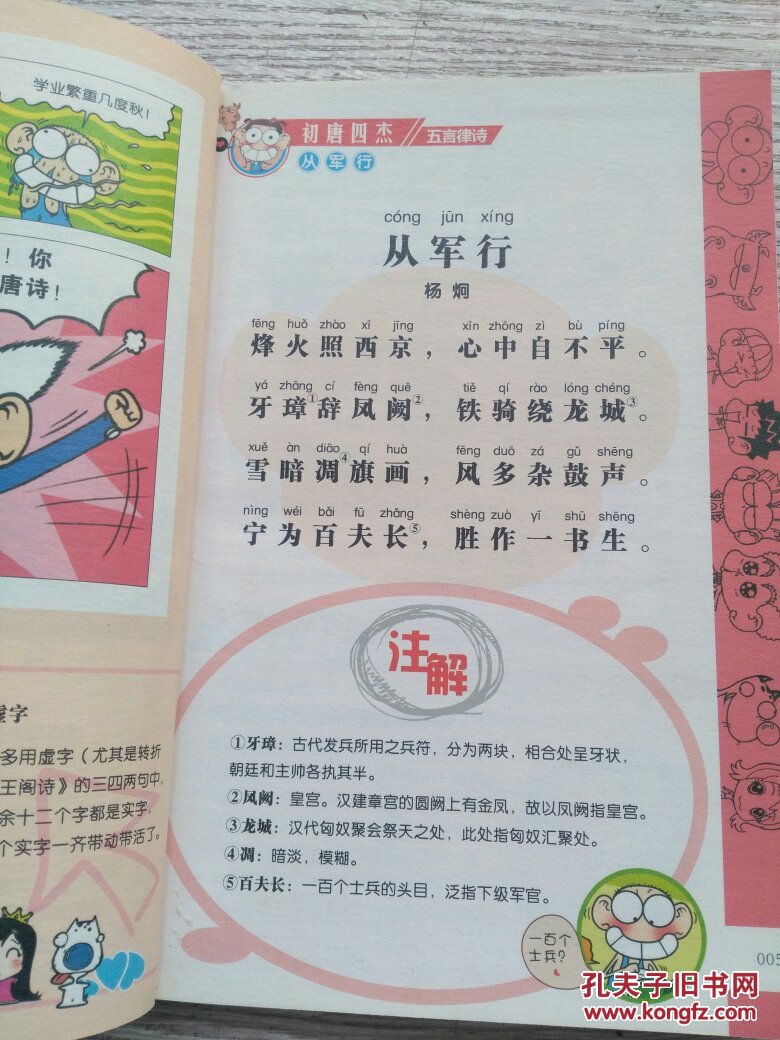 学业繁重几度秋！
！你
唐诗！
虚字
多用虚字（尤其是转折
王阁诗》的三四两句中，
余十二个字都是实字，
个实字一齐带动带活了。
初唐四杰 // 五言律诗
从军行
cóng jūn xíng
从军行
杨炯
fēng huǒ zhào xī jīng xīn zhōng zì bù píng
烽火照西京，心中自不平。
yá zhāng cí fèng quē tiě qí rào lóng chéng
牙璋①辞凤阙②，铁骑绕龙城③。
xuě àn diāo qí huà fēng duō zá gǔ shēng
雪暗凋④旗画，风多杂鼓声。
nìng wéi bǎi fū zhǎng shèng zuò yī shū shēng
宁为百夫长⑤，胜作一书生。
注解
①牙璋：古代发兵所用之兵符，分为两块，相合处呈牙状，
朝廷和主帅各执其半。
②凤阙：皇宫。汉建章宫的圆阙上有金凤，故以凤阙指皇宫。
③龙城：汉代匈奴聚会祭天之处，此处指匈奴汇聚处。
④凋：暗淡，模糊。
⑤百夫长：一百个士兵的头目，泛指下级军官。
一百个
士兵？
005
孔夫子旧书网
www.kongfz.com